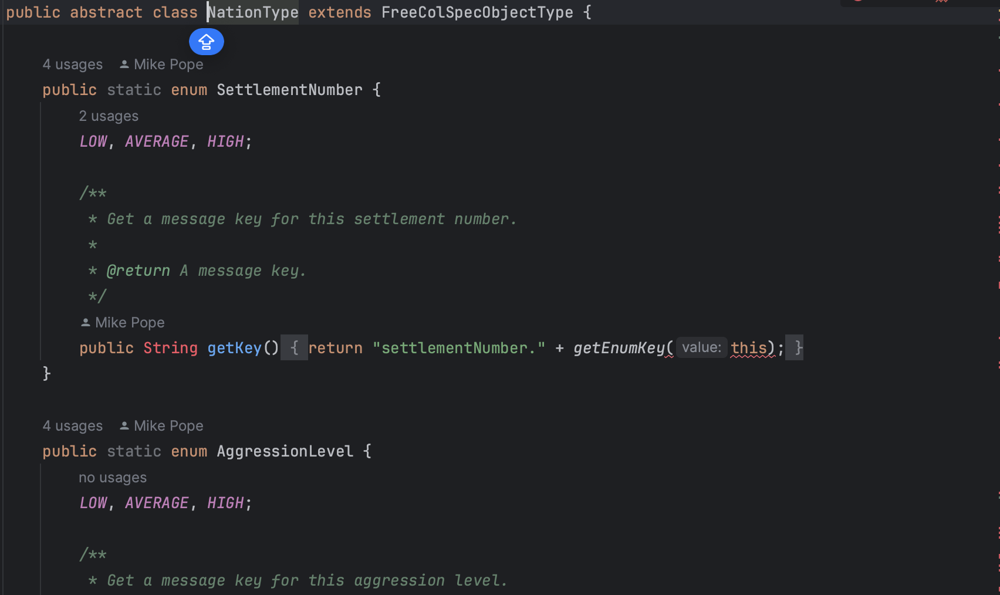 public abstract class NationType extends FreeColSpecObjectType {
4 usages Mike Pope
public static enum SettlementNumber {
2 usages
LOW, AVERAGE, HIGH;
/**
* Get a message key for this settlement number.
*
* @return A message key.
*/
Mike Pope
public String getKey() { return "settlementNumber." + getEnumKey( value: this); }
}
4 usages Mike Pope
public static enum AggressionLevel {
no usages
LOW, AVERAGE, HIGH;
/**
* Get a message key for this aggression level.